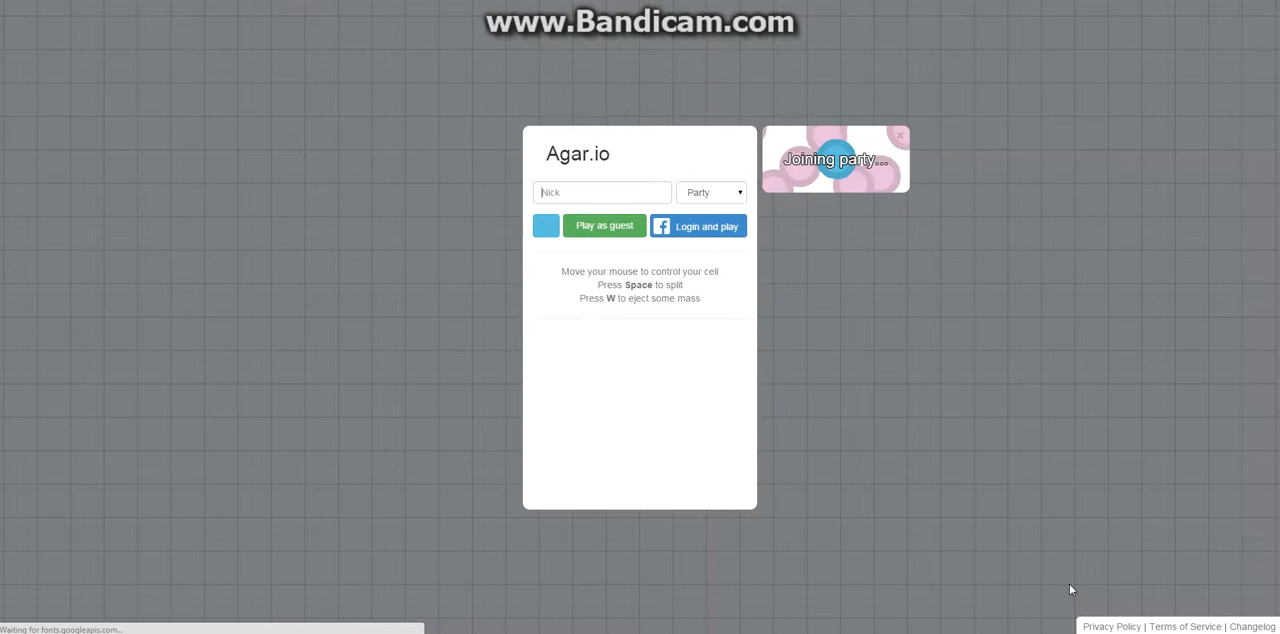 www.Bandicam.com
Agar.io
Joining party...
×
Nick
Party
Play as guest
Login and play
Move your mouse to control your cell
Press Space to split
Press W to eject some mass
Privacy Policy | Terms of Service | Changelog
Waiting for fonts.googleapis.com...